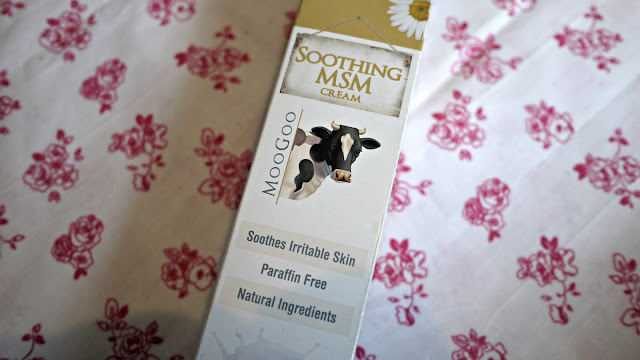 SOOTHING
MSM
CREAM
MOOGOO
Soothes Irritable Skin
Paraffin Free
Natural Ingredients